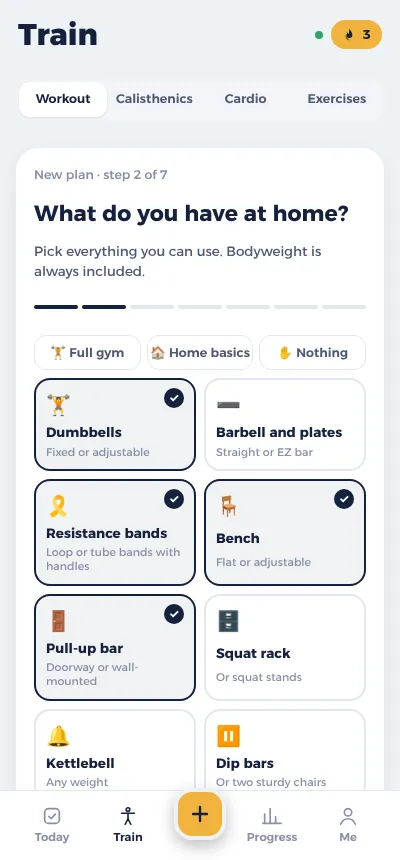 Train
3
Workout
Calisthenics
Cardio
Exercises
New plan · step 2 of 7
What do you have at home?
Pick everything you can use. Bodyweight is
always included.
Full gym
Home basics
Nothing
Dumbbells
Fixed or adjustable
Barbell and plates
Straight or EZ bar
Resistance bands
Loop or tube bands with
handles
Bench
Flat or adjustable
Pull-up bar
Doorway or wall-
mounted
Squat rack
Or squat stands
Kettlebell
Any weight
Dip bars
Or two sturdy chairs
Today
Train
Progress
Me